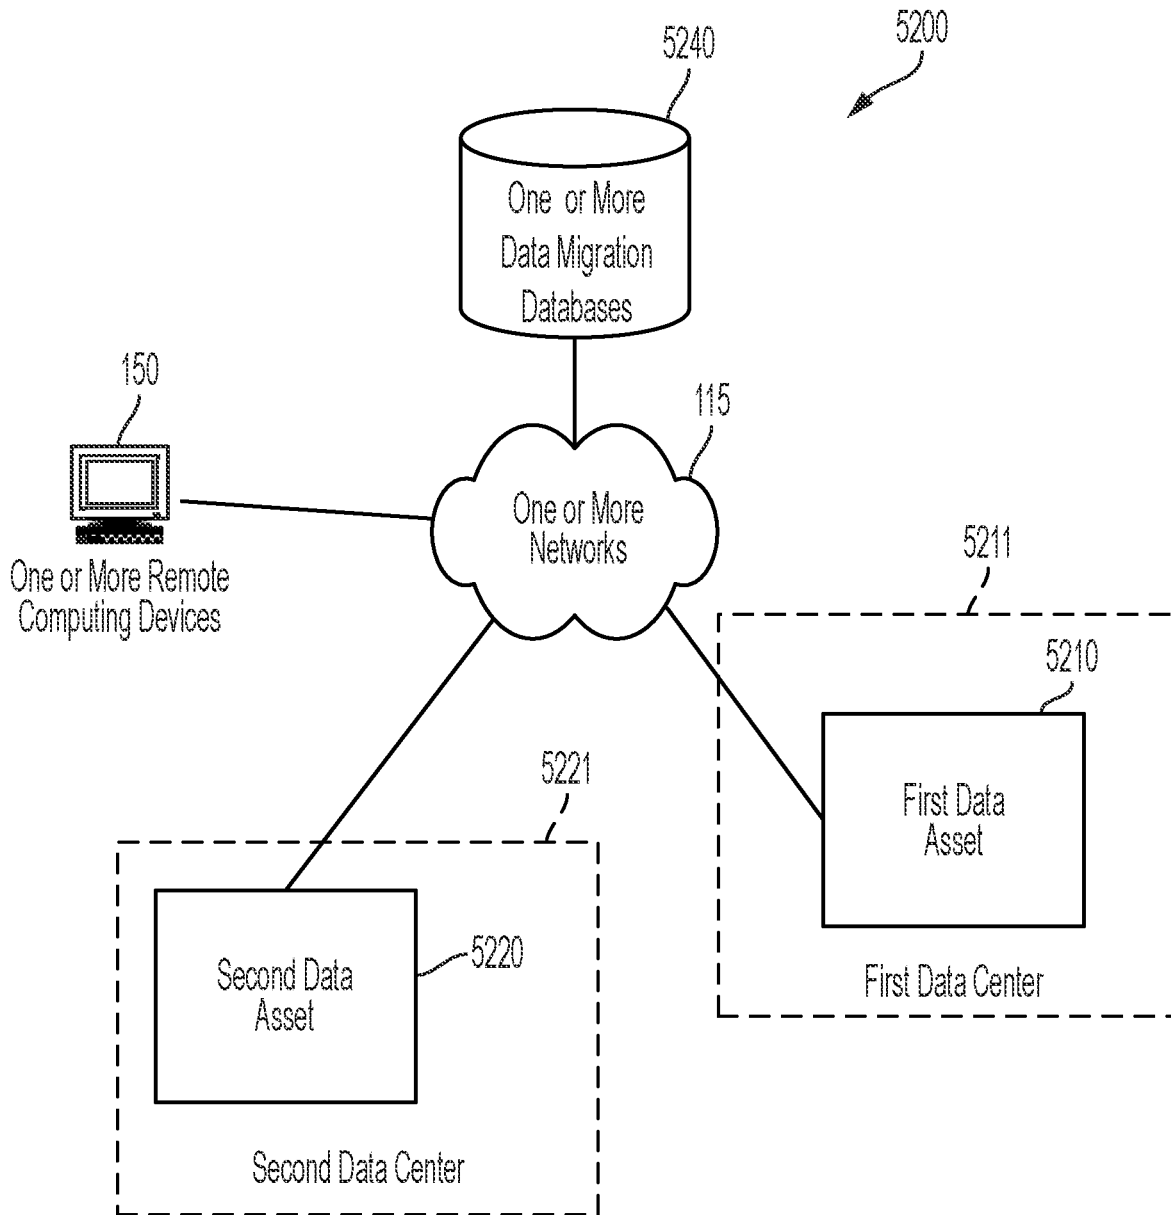 5200
5240
One or More
Data Migration
Databases
150
115
One or More
Networks
One or More Remote
Computing Devices
5211
5210
First Data
Asset
First Data Center
5221
5220
Second Data
Asset
Second Data Center